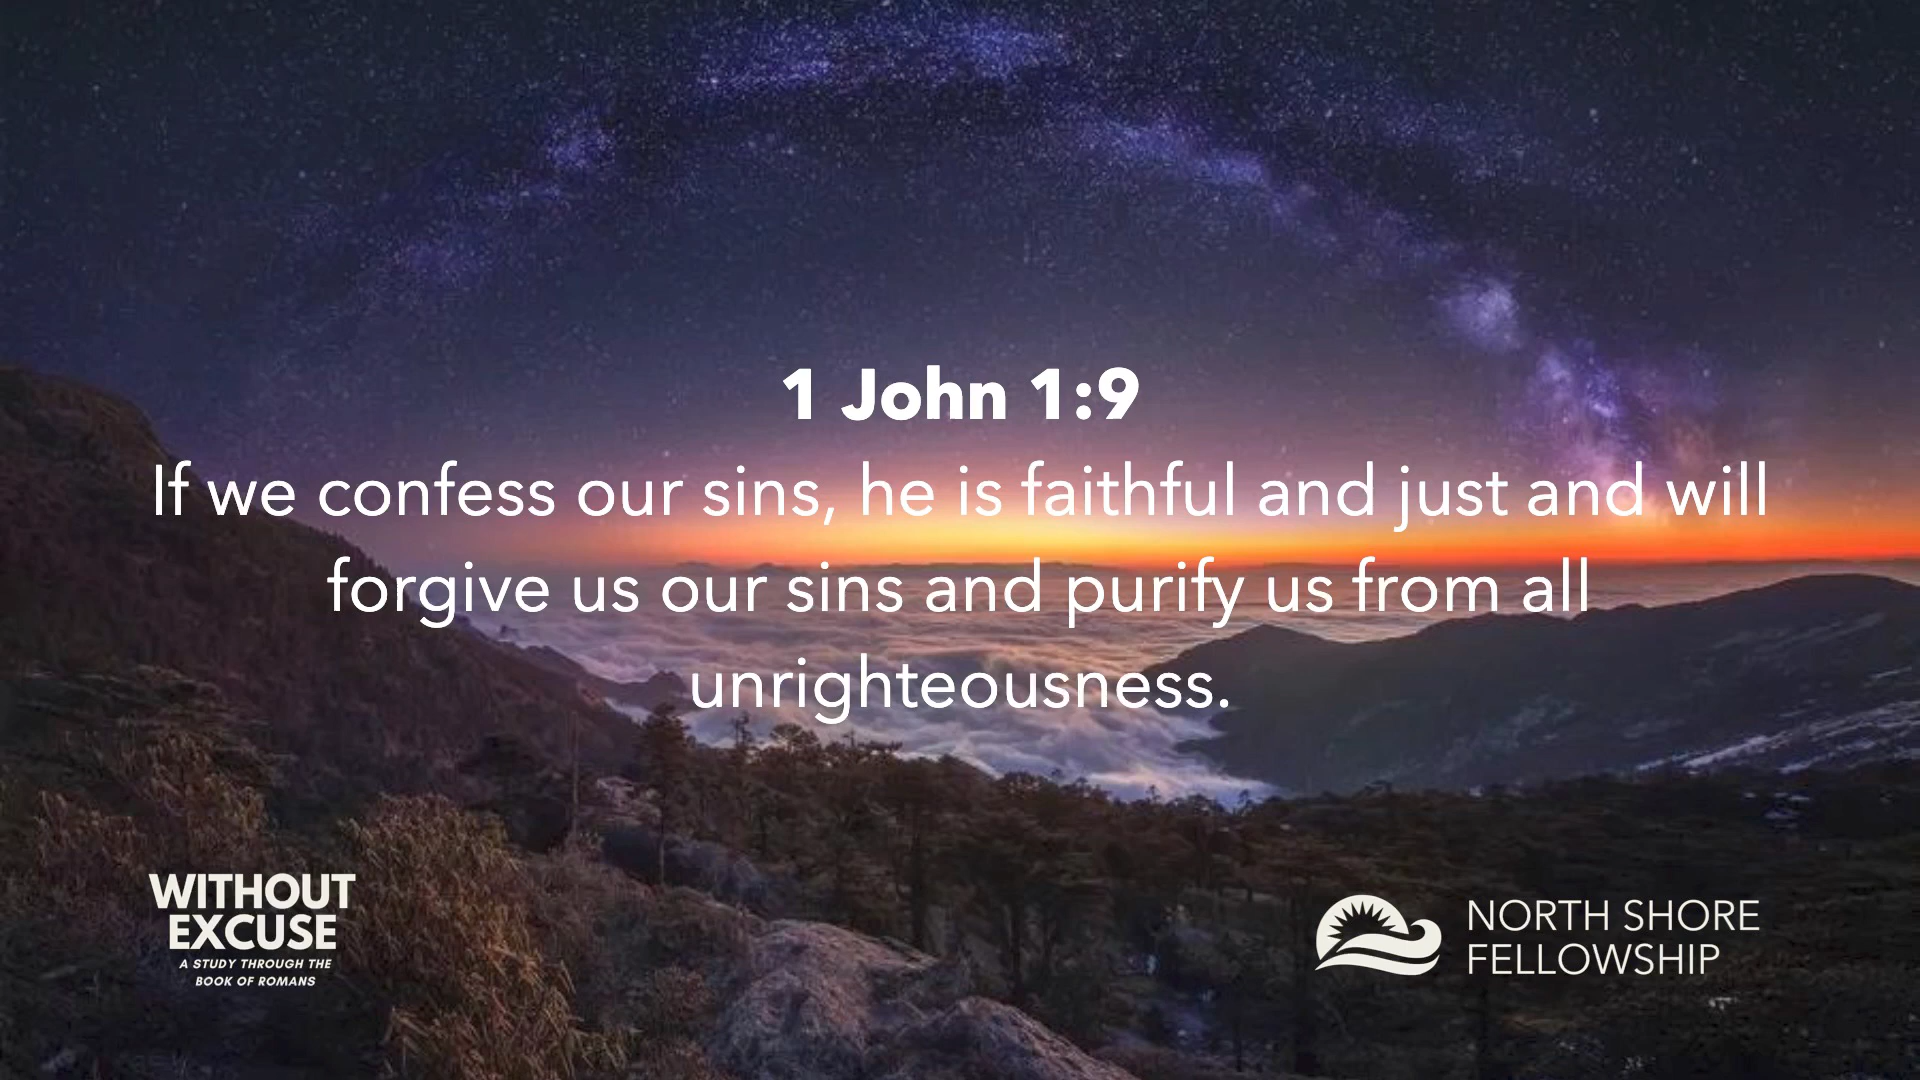 1 John 1:9
If we confess our sins, he is faithful and just and will
forgive us our sins and purify us from all
unrighteousness.
WITHOUT
EXCUSE
A STUDY THROUGH THE
BOOK OF ROMANS
NORTH SHORE
FELLOWSHIP